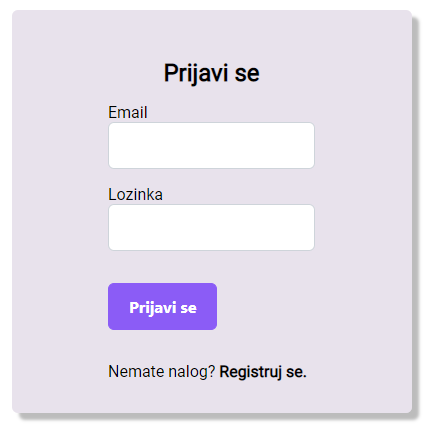 Prijavi se
Email
Lozinka
Prijavi se
Nemate nalog? Registruj se.